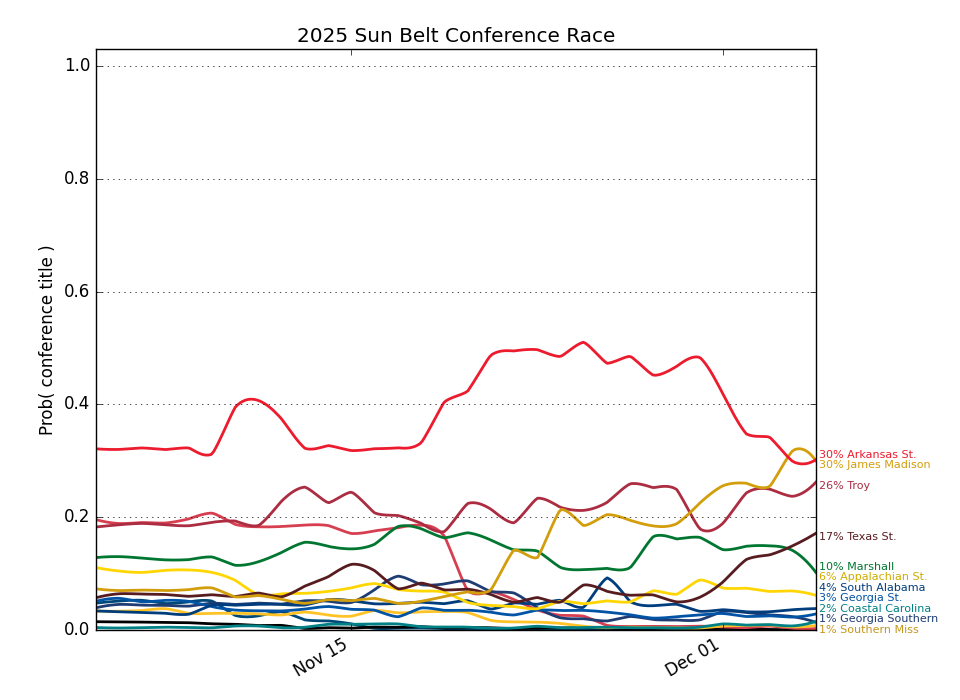 2025 Sun Belt Conference Race
Prob( conference title )
1.0
0.8
0.6
0.4
0.2
0.0
Nov 15
Dec 01
30% Arkansas St.
30% James Madison
26% Troy
17% Texas St.
10% Marshall
6% Appalachian St.
4% South Alabama
3% Georgia St.
2% Coastal Carolina
1% Georgia Southern
1% Southern Miss